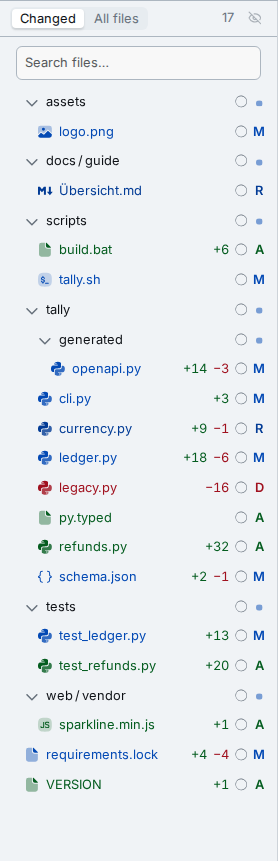 Changed All files 17
Search files...
assets
logo.png M
docs/guide
Übersicht.md R
scripts
build.bat +6 A
tally.sh M
tally
generated
openapi.py +14 −3 M
cli.py +3 M
currency.py +9 −1 R
ledger.py +18 −6 M
legacy.py −16 D
py.typed A
refunds.py +32 A
schema.json +2 −1 M
tests
test_ledger.py +13 M
test_refunds.py +20 A
web/vendor
JS sparkline.min.js +1 A
requirements.lock +4 −4 M
VERSION +1 A